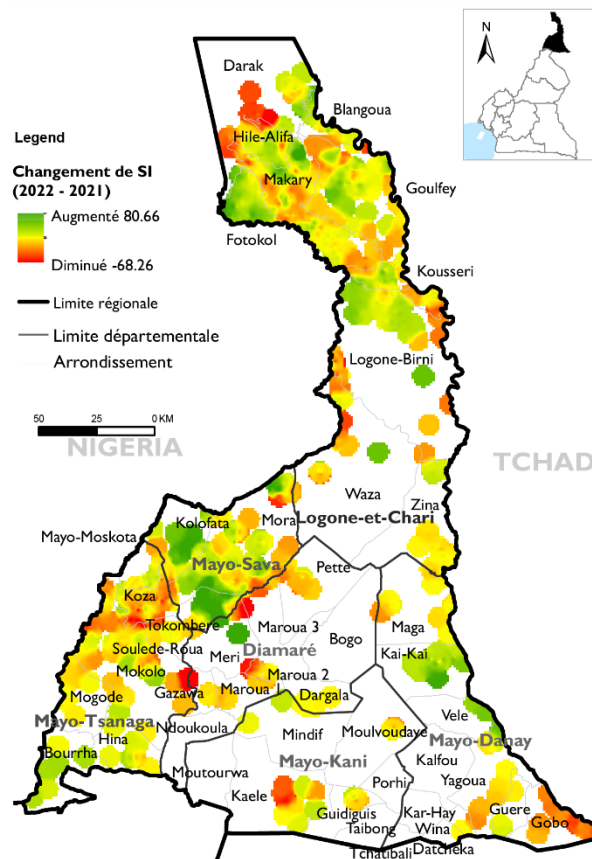 N
Darak
Blangoua
Legend
Hile-Alifa
Changement de SI
(2022 - 2021)
Makary
Goulfey
Augmenté 80.66
Fotokol
Diminué -68.26
Kousseri
Limite régionale
Limite départementale
Arrondissement
Logone-Birni
50 25 0 KM
NIGERIA
TCHAD
Waza
Zina
Kolofata
Mora
Logone-et-Chari
Mayo-Moskota
Mayo-Sava
Pette
Koza
Tokombere
Maroua 3
Maga
Soulede-Roua
Meri
Diamaré
Bogo
Kai-Kai
Mokolo
Maroua 2
Gazawa
Maroua 1
Dargala
Mogode
Mayo-Tsanaga
Ndoukoula
Vele
Hina
Mindif
Moulvoudaye
Mayo-Danay
Bourrha
Kalfou
Moutourwa
Mayo-Kani
Yagoua
Porhi
Kaele
Guere
Guidiguis
Kar-Hay
Gobo
Taibong
Wina
Tchatibali
Datcheka